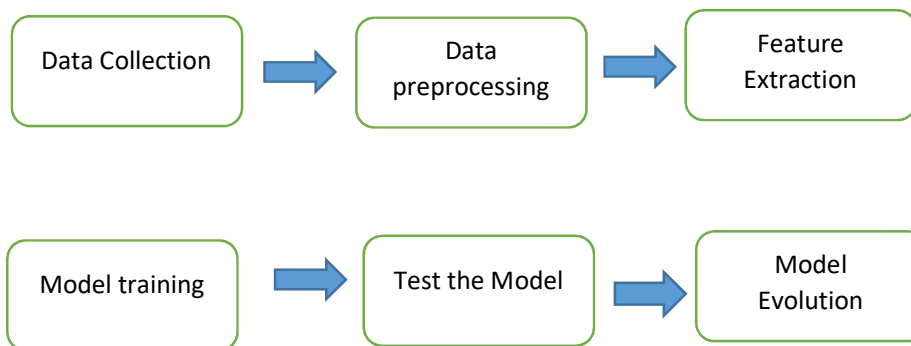 Data Collection
Data
preprocessing
Feature
Extraction
Model training
Test the Model
Model
Evolution